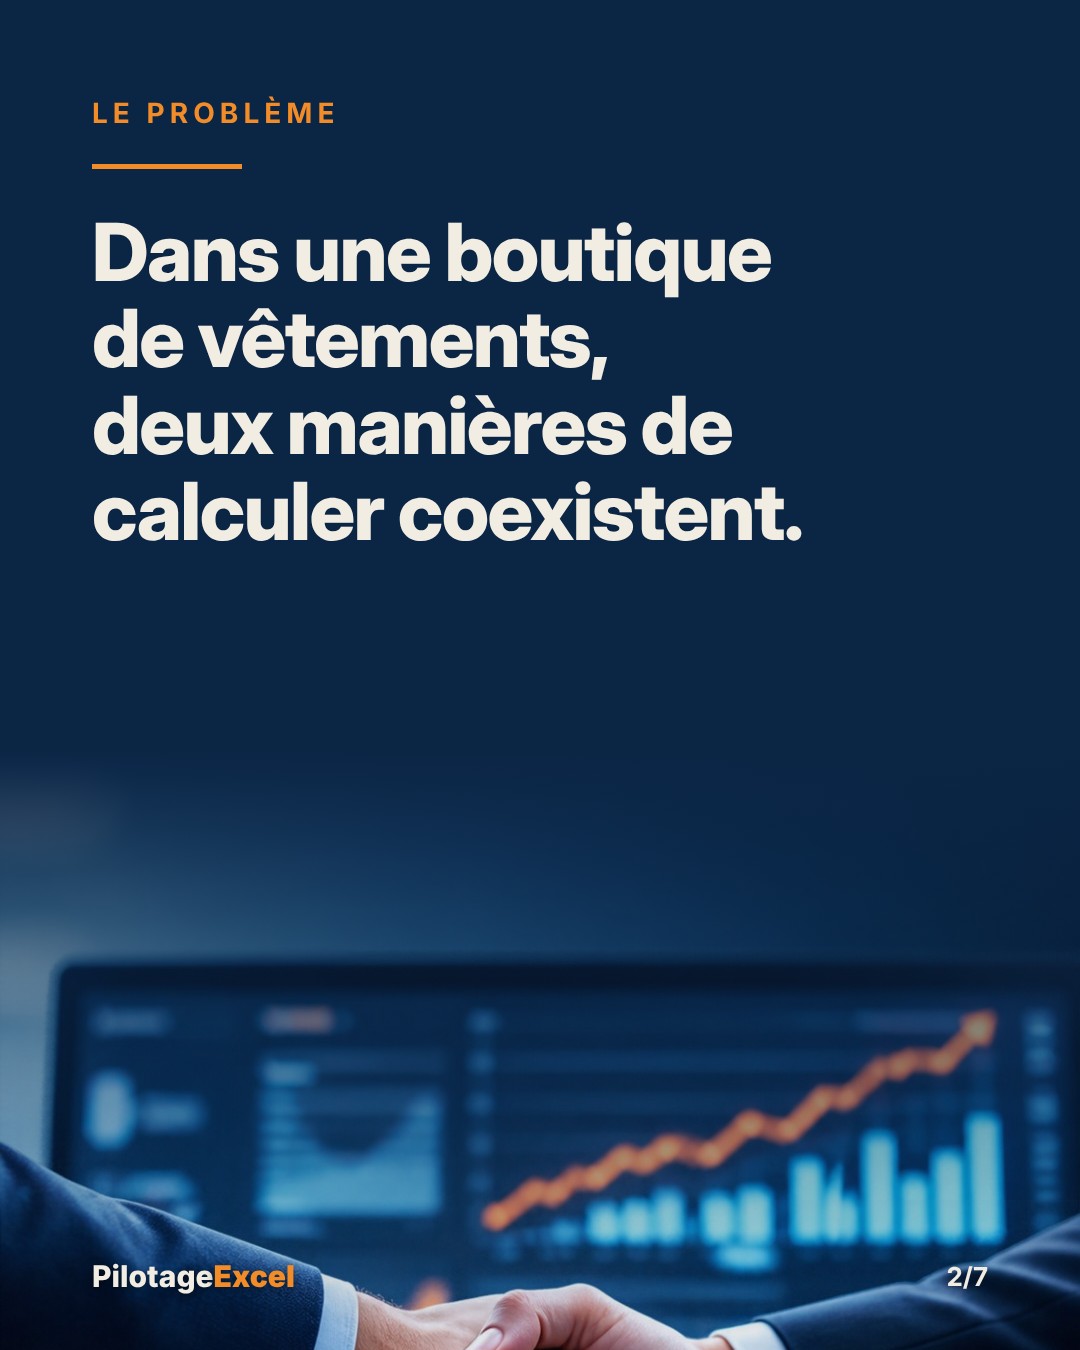 LE PROBLÈME
Dans une boutique
de vêtements,
deux manières de
calculer coexistent.
PilotageExcel
2/7